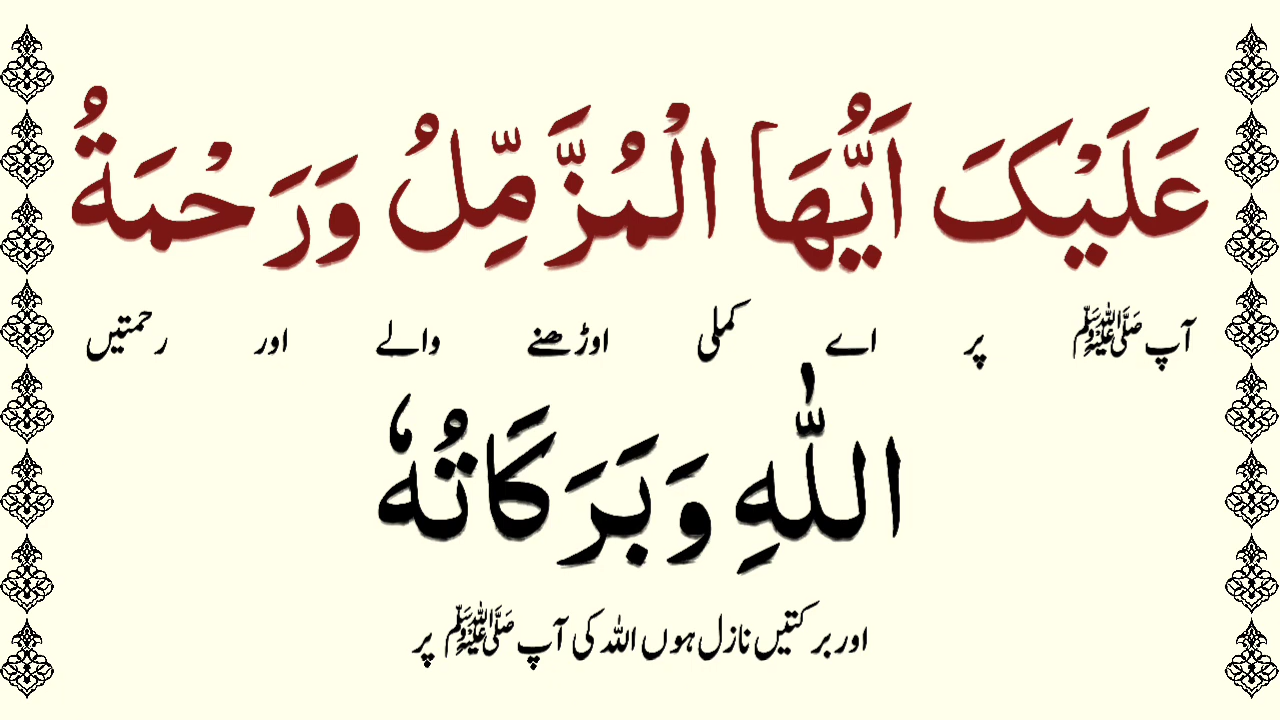 عَلَیْکَ اَیُّهَا الْمُزَّمِّلُ وَرَحْمَةُ
آپ ﷺ پر اے کملی اوڑھنے والے اور رحمتیں
اللّٰهِ وَبَرَکَاتُهٗ
اور برکتیں نازل ہوں اللہ کی آپ ﷺ پر